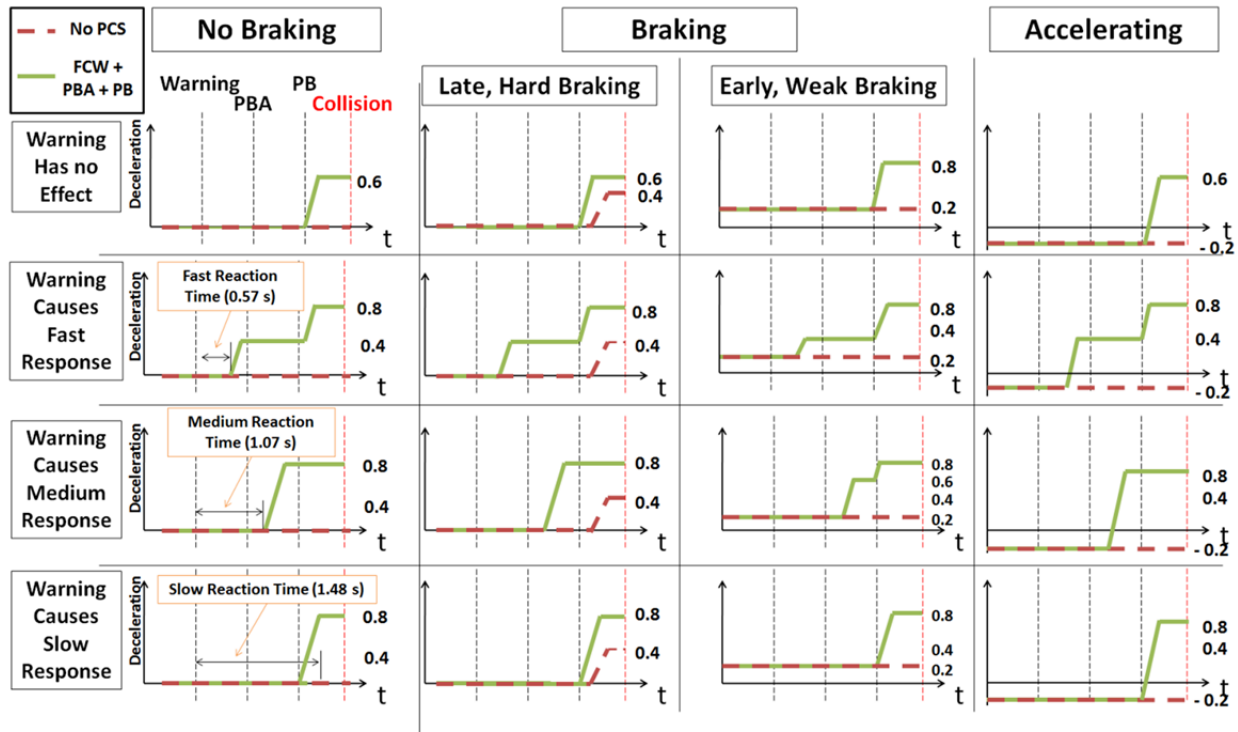 No PCS
FCW +
PBA + PB
No Braking
Braking
Accelerating
Late, Hard Braking
Early, Weak Braking
Warning
PBA
PB
Collision
Warning
Has no
Effect
Deceleration
0.6
t
0.6
0.4
t
0.8
0.2
t
0.6
t
- 0.2
Warning
Causes
Fast
Response
Deceleration
Fast Reaction
Time (0.57 s)
0.8
0.4
t
0.8
0.4
t
0.8
0.4
0.2
t
0.8
0.4
t
- 0.2
Warning
Causes
Medium
Response
Deceleration
Medium Reaction
Time (1.07 s)
0.8
0.4
t
0.8
0.4
t
0.8
0.6
0.4
0.2
t
0.8
0.4
t
- 0.2
Warning
Causes
Slow
Response
Deceleration
Slow Reaction Time (1.48 s)
0.8
0.4
t
0.8
0.4
t
0.8
0.4
0.2
t
0.8
0.4
t
- 0.2